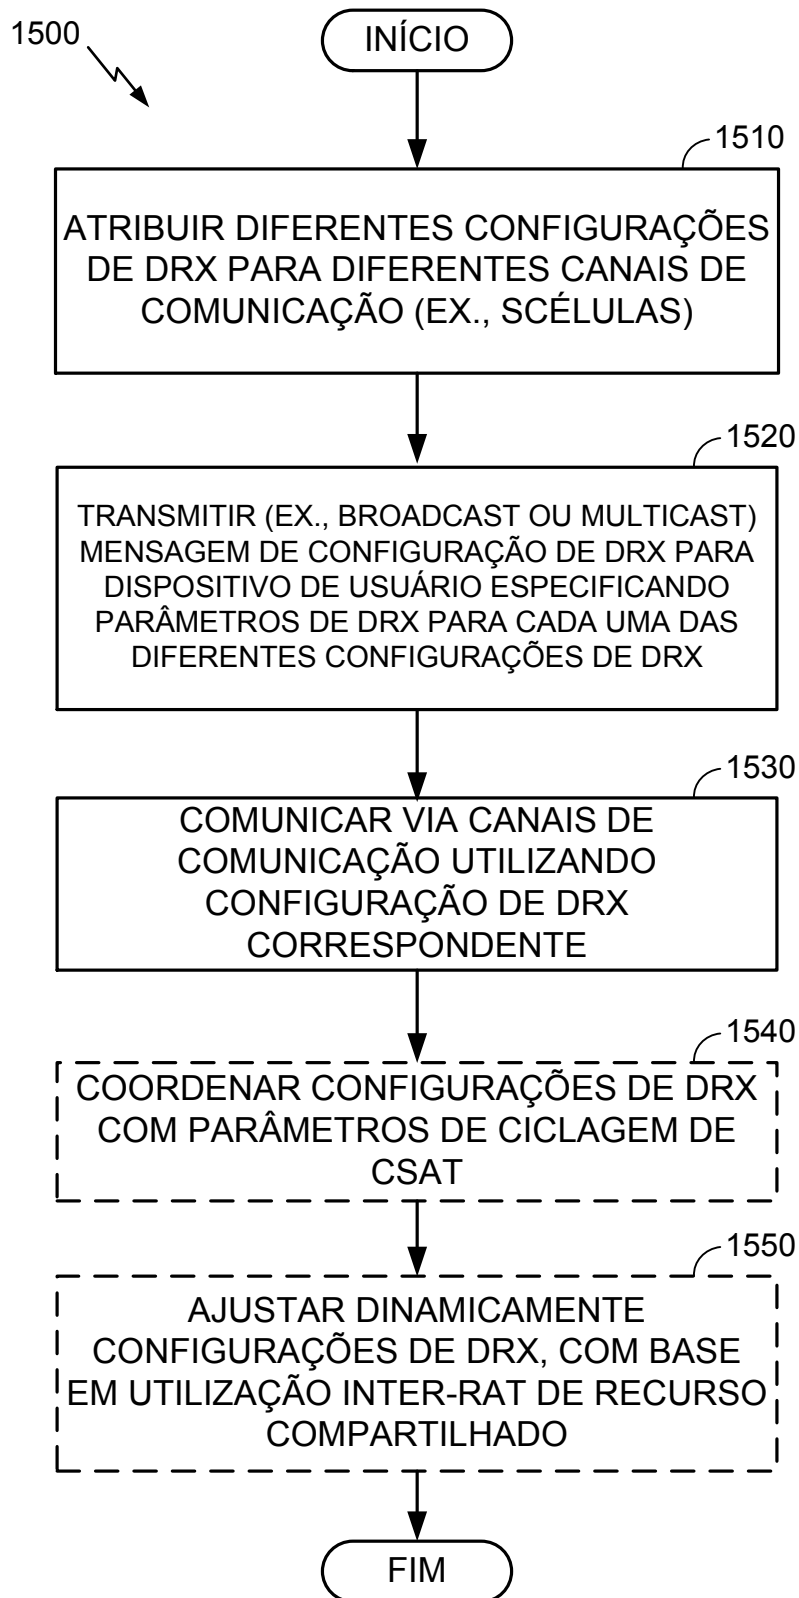 1500
INÍCIO
1510
ATRIBUIR DIFERENTES CONFIGURAÇÕES
DE DRX PARA DIFERENTES CANAIS DE
COMUNICAÇÃO (EX., SCÉLULAS)
1520
TRANSMITIR (EX., BROADCAST OU MULTICAST)
MENSAGEM DE CONFIGURAÇÃO DE DRX PARA
DISPOSITIVO DE USUÁRIO ESPECIFICANDO
PARÂMETROS DE DRX PARA CADA UMA DAS
DIFERENTES CONFIGURAÇÕES DE DRX
1530
COMUNICAR VIA CANAIS DE
COMUNICAÇÃO UTILIZANDO
CONFIGURAÇÃO DE DRX
CORRESPONDENTE
1540
COORDENAR CONFIGURAÇÕES DE DRX
COM PARÂMETROS DE CICLAGEM DE
CSAT
1550
AJUSTAR DINAMICAMENTE
CONFIGURAÇÕES DE DRX, COM BASE
EM UTILIZAÇÃO INTER-RAT DE RECURSO
COMPARTILHADO
FIM